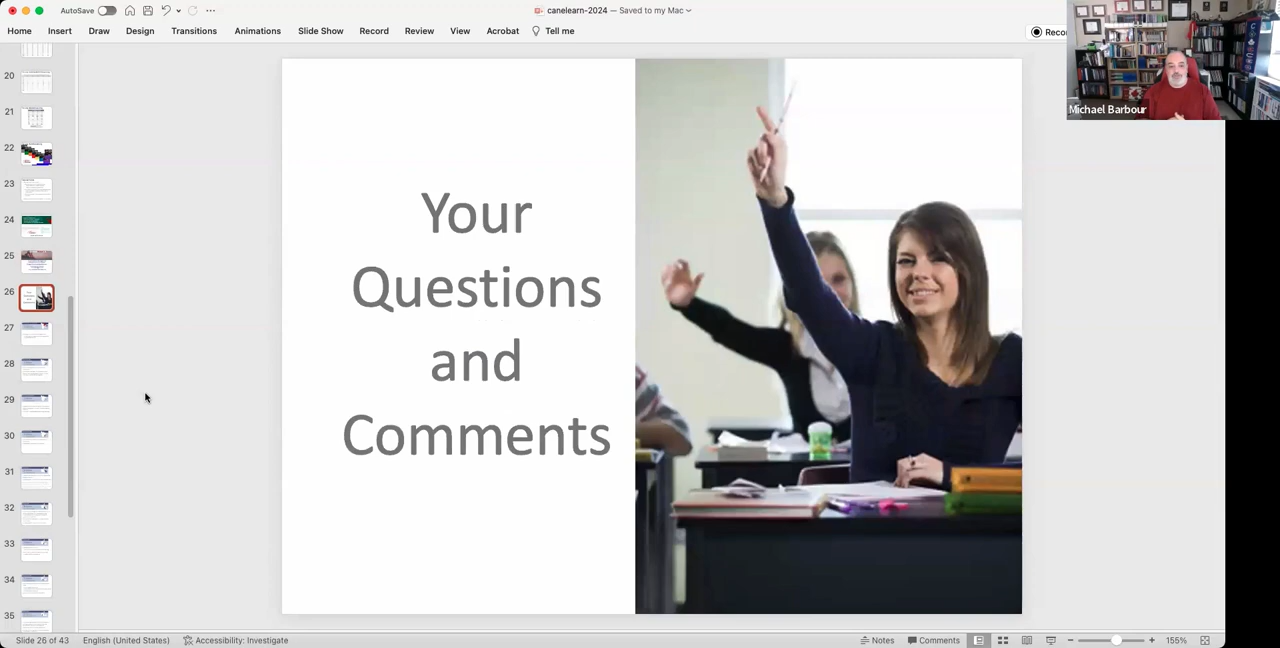 AutoSave
canelearn-2024 — Saved to my Mac
Home Insert Draw Design Transitions Animations Slide Show Record Review View Acrobat Tell me
Reco
Michael Barbour
20
21
22
23
24
25
26
27
28
29
30
31
32
33
34
35
Your
Questions
and
Comments
Slide 26 of 43 English (United States) Accessibility: Investigate Notes Comments 155%